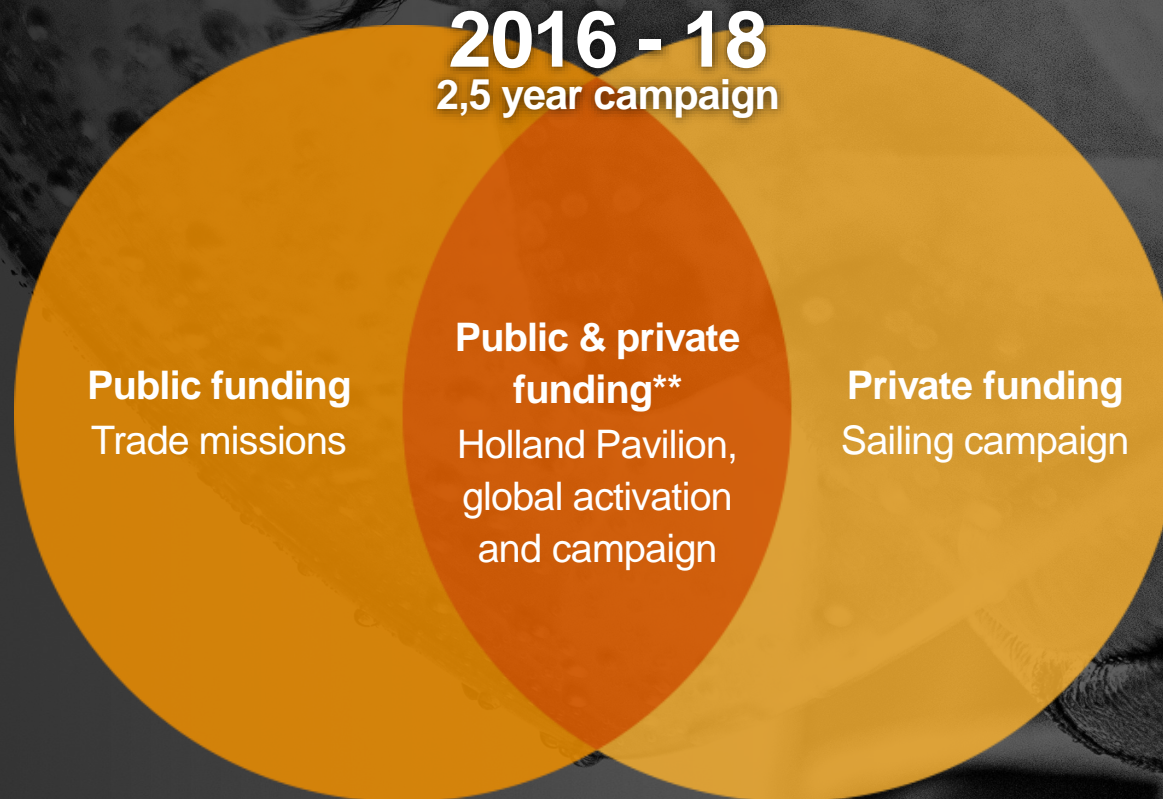 2016 - 18
2,5 year campaign
Public funding
Trade missions
Public & private
funding**
Holland Pavilion,
global activation
and campaign
Private funding
Sailing campaign